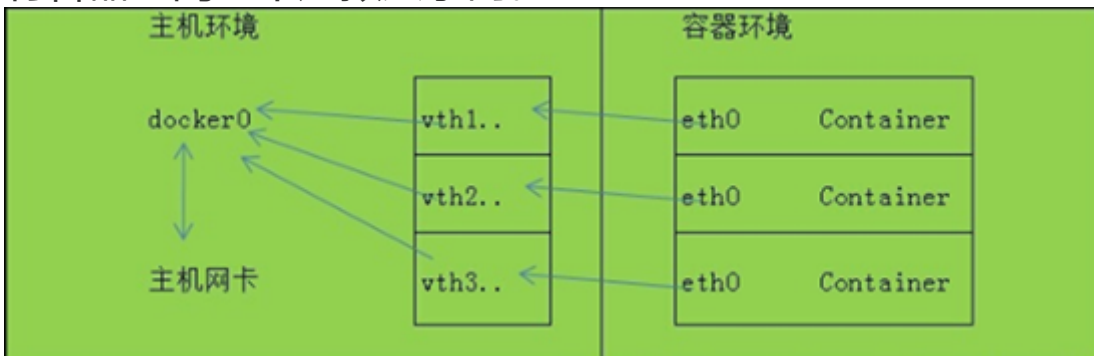 主机环境 容器环境
docker0 vth1.. eth0 Container
vth2.. eth0 Container
主机网卡 vth3.. eth0 Container